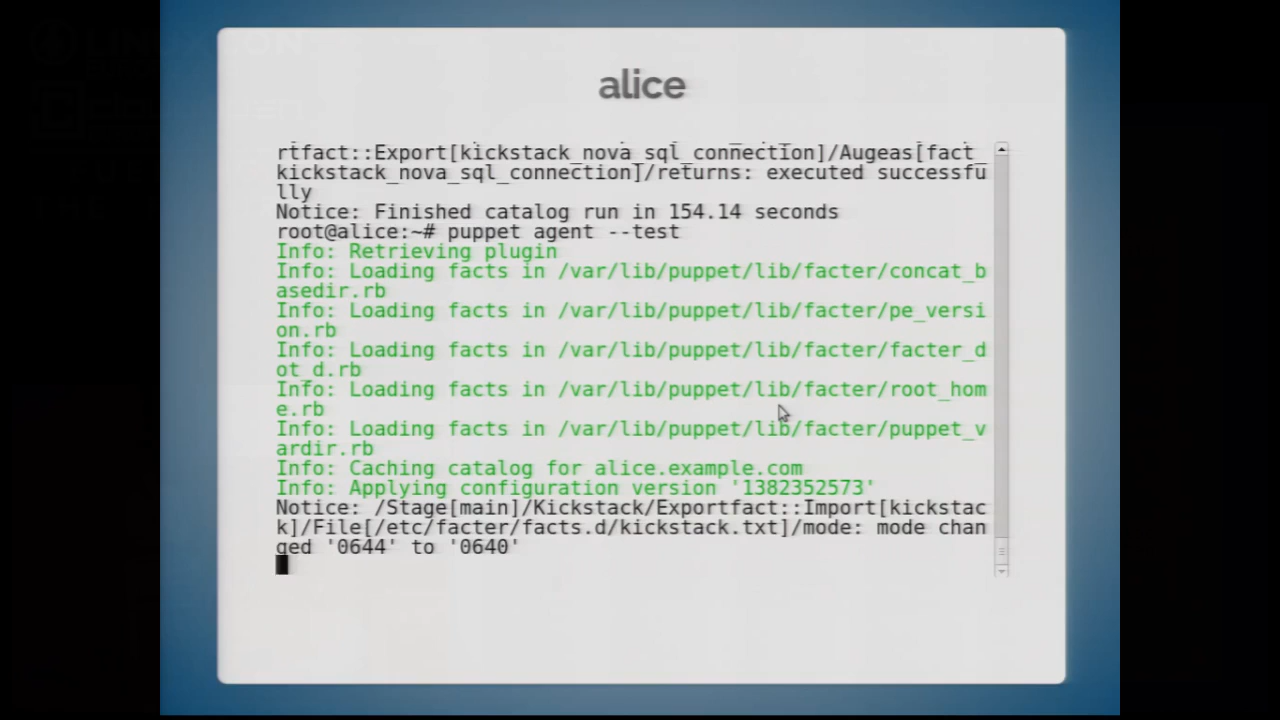 alice
rtfact::Export[kickstack_nova_sql_connection]/Augeas[fact_
kickstack_nova_sql_connection]/returns: executed successfu
lly
Notice: Finished catalog run in 154.14 seconds
root@alice:~# puppet agent --test
Info: Retrieving plugin
Info: Loading facts in /var/lib/puppet/lib/facter/concat_b
asedir.rb
Info: Loading facts in /var/lib/puppet/lib/facter/pe_versi
on.rb
Info: Loading facts in /var/lib/puppet/lib/facter/facter_d
ot_d.rb
Info: Loading facts in /var/lib/puppet/lib/facter/root_hom
e.rb
Info: Loading facts in /var/lib/puppet/lib/facter/puppet_v
ardir.rb
Info: Caching catalog for alice.example.com
Info: Applying configuration version '1382352573'
Notice: /Stage[main]/Kickstack/Exportfact::Import[kickstac
k]/File[/etc/facter/facts.d/kickstack.txt]/mode: mode chan
ged '0644' to '0640'